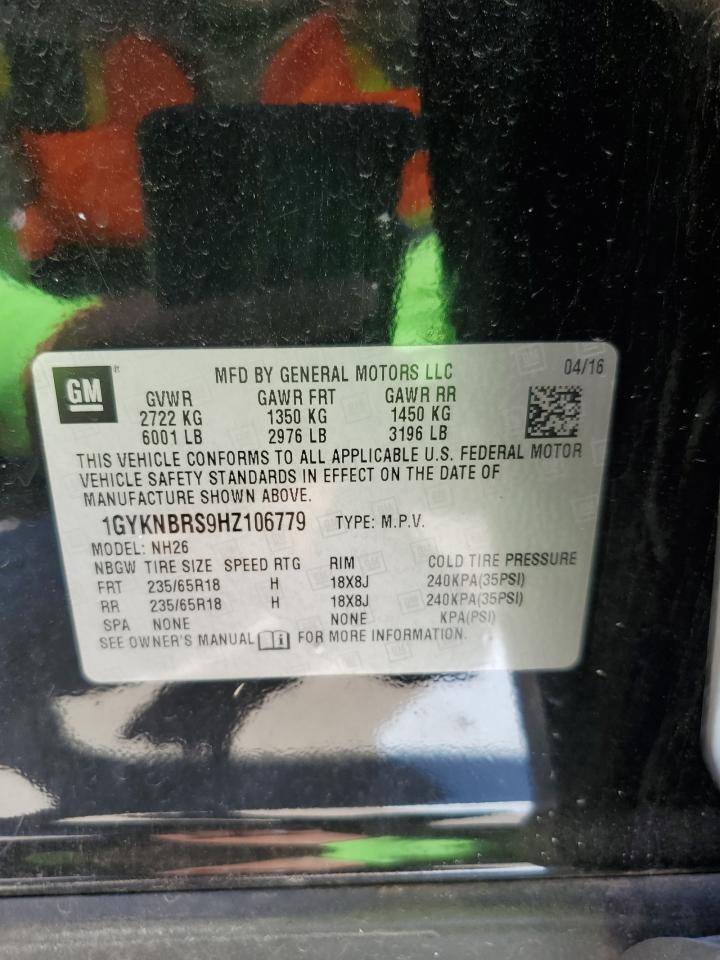 GM
MFD BY GENERAL MOTORS LLC 04/16
GVWR GAWR FRT GAWR RR
2722 KG 1350 KG 1450 KG
6001 LB 2976 LB 3196 LB
THIS VEHICLE CONFORMS TO ALL APPLICABLE U.S. FEDERAL MOTOR
VEHICLE SAFETY STANDARDS IN EFFECT ON THE DATE OF
MANUFACTURE SHOWN ABOVE.
1GYKNBRS9HZ106779 TYPE: M.P.V.
MODEL: NH26
NBGW TIRE SIZE SPEED RTG RIM COLD TIRE PRESSURE
FRT 235/65R18 H 18X8J 240KPA(35PSI)
RR 235/65R18 H 18X8J 240KPA(35PSI)
SPA NONE NONE KPA(PSI)
SEE OWNER'S MANUAL FOR MORE INFORMATION.